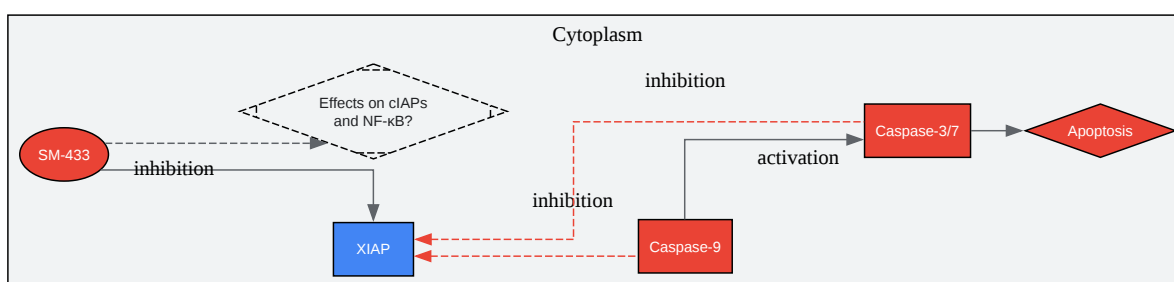 Cytoplasm
inhibition
Effects on cIAPs
and NF-κB?
Caspase-3/7
Apoptosis
SM-433
inhibition
activation
inhibition
XIAP
Caspase-9